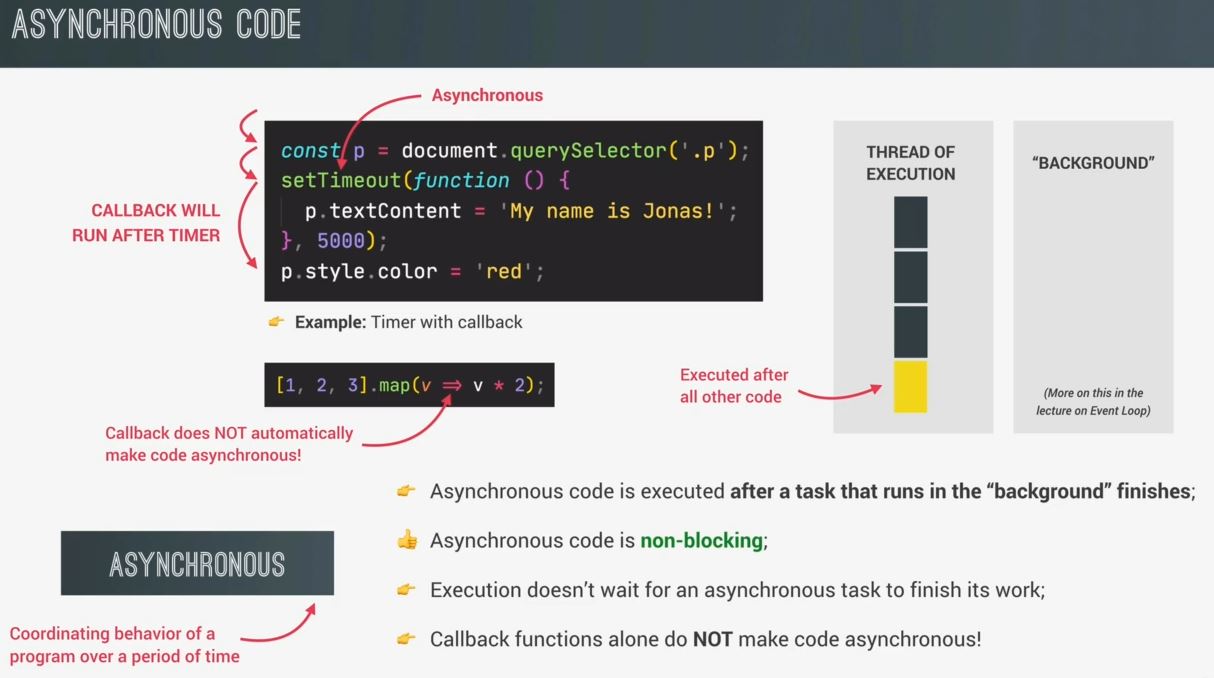 ASYNCHRONOUS CODE
Asynchronous
const p = document.querySelector('.p');
setTimeout(function () {
p.textContent = 'My name is Jonas!';
}, 5000);
p.style.color = 'red';
CALLBACK WILL
RUN AFTER TIMER
👉 Example: Timer with callback
[1, 2, 3].map(v => v * 2);
Callback does NOT automatically
make code asynchronous!
THREAD OF
EXECUTION
“BACKGROUND”
Executed after
all other code
(More on this in the
lecture on Event Loop)
👉 Asynchronous code is executed after a task that runs in the “background” finishes;
👍 Asynchronous code is non-blocking;
👉 Execution doesn’t wait for an asynchronous task to finish its work;
👉 Callback functions alone do NOT make code asynchronous!
ASYNCHRONOUS
Coordinating behavior of a
program over a period of time